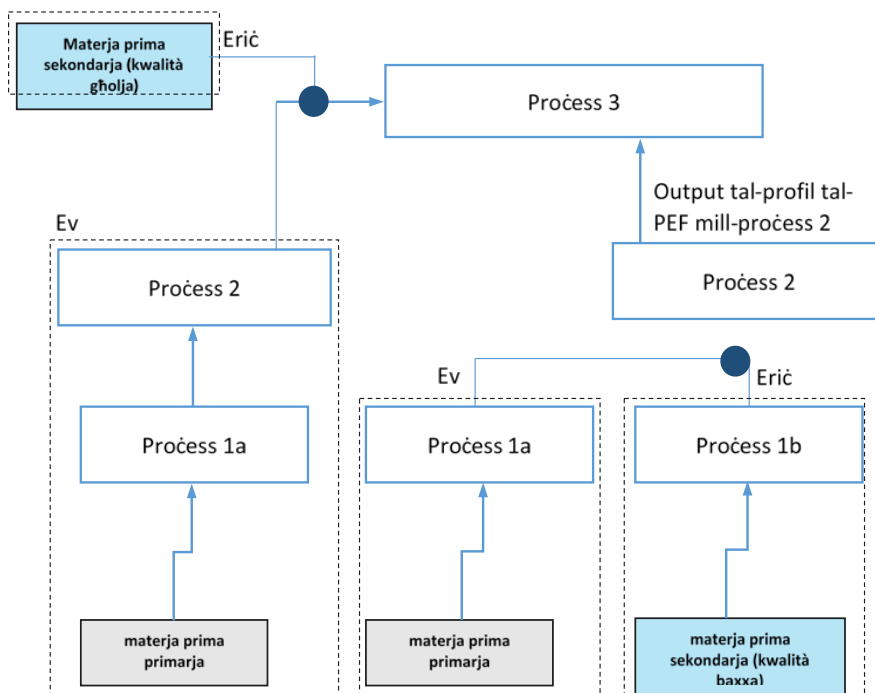 Materja prima
sekondarja (kwalità
għolja)
Eriċ
Proċess 3
Output tal-profil tal-
PEF mill-proċess 2
Ev
Proċess 2
Proċess 2
Ev
Eriċ
Proċess 1a
Proċess 1a
Proċess 1b
materja prima
primarja
materja prima
primarja
materja prima
sekondarja (kwalità
baxxa)